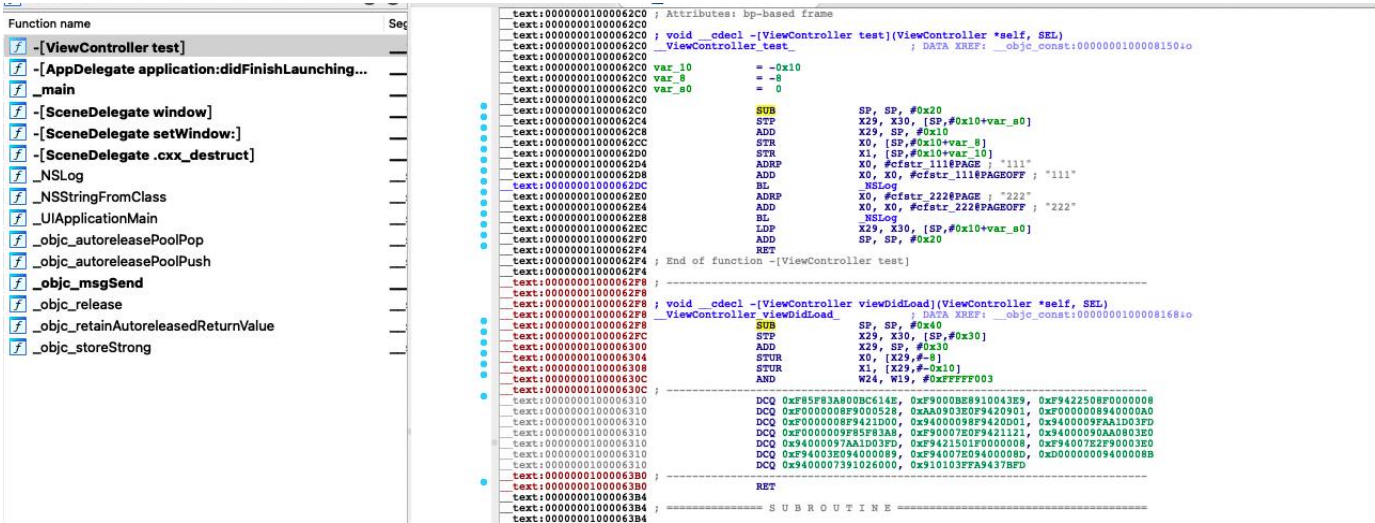 Function name
Seg
f -[ViewController test]
f -[AppDelegate application:didFinishLaunching...
f _main
f -[SceneDelegate window]
f -[SceneDelegate setWindow:]
f -[SceneDelegate .cxx_destruct]
f _NSLog
f _NSStringFromClass
f _UIApplicationMain
f _objc_autoreleasePoolPop
f _objc_autoreleasePoolPush
f _objc_msgSend
f _objc_release
f _objc_retainAutoreleasedReturnValue
f _objc_storeStrong
__text:00000001000062C0 ; Attributes: bp-based frame
__text:00000001000062C0
__text:00000001000062C0 ; void __cdecl -[ViewController test](ViewController *self, SEL)
__text:00000001000062C0 __ViewController_test_ ; DATA XREF: __objc_const:0000000100008150↓o
__text:00000001000062C0
__text:00000001000062C0 var_10 = -0x10
__text:00000001000062C0 var_8 = -8
__text:00000001000062C0 var_s0 = 0
__text:00000001000062C0
__text:00000001000062C0 SUB SP, SP, #0x20
__text:00000001000062C4 STP X29, X30, [SP,#0x10+var_s0]
__text:00000001000062C8 ADD X29, SP, #0x10
__text:00000001000062CC STR X0, [SP,#0x10+var_8]
__text:00000001000062D0 STR X1, [SP,#0x10+var_10]
__text:00000001000062D4 ADRP X0, #cfstr_111@PAGE ; "111"
__text:00000001000062D8 ADD X0, X0, #cfstr_111@PAGEOFF ; "111"
__text:00000001000062DC BL _NSLog
__text:00000001000062E0 ADRP X0, #cfstr_222@PAGE ; "222"
__text:00000001000062E4 ADD X0, X0, #cfstr_222@PAGEOFF ; "222"
__text:00000001000062E8 BL _NSLog
__text:00000001000062EC LDP X29, X30, [SP,#0x10+var_s0]
__text:00000001000062F0 ADD SP, SP, #0x20
__text:00000001000062F4 RET
__text:00000001000062F4 ; End of function -[ViewController test]
__text:00000001000062F4
__text:00000001000062F8 ; ---------------------------------------------------------------------------
__text:00000001000062F8
__text:00000001000062F8 ; void __cdecl -[ViewController viewDidLoad](ViewController *self, SEL)
__text:00000001000062F8 __ViewController_viewDidLoad_ ; DATA XREF: __objc_const:0000000100008168↓o
__text:00000001000062F8 SUB SP, SP, #0x40
__text:00000001000062FC STP X29, X30, [SP,#0x30]
__text:0000000100006300 ADD X29, SP, #0x30
__text:0000000100006304 STUR X0, [X29,#-8]
__text:0000000100006308 STUR X1, [X29,#-0x10]
__text:000000010000630C AND W24, W19, #0xFFFFF003
__text:000000010000630C ; ---------------------------------------------------------------------------
__text:0000000100006310 DCQ 0xF85F83A800BC614E, 0xF9000BE8910043E9, 0xF9422508F0000008
__text:0000000100006310 DCQ 0xF0000008F9000528, 0xAA0903E0F9420901, 0xF0000008940000A0
__text:0000000100006310 DCQ 0xF0000008F9421D00, 0x94000098F9420D01, 0x9400009FAA1D03FD
__text:0000000100006310 DCQ 0xF0000009F85F83A8, 0xF90007E0F9421121, 0x94000090AA0803E0
__text:0000000100006310 DCQ 0x94000097AA1D03FD, 0xF9421501F0000008, 0xF94007E2F90003E0
__text:0000000100006310 DCQ 0xF94003E094000089, 0xF94007E09400008D, 0xD00000009400008B
__text:0000000100006310 DCQ 0x9400007391026000, 0x910103FFA9437BFD
__text:00000001000063B0 ; ---------------------------------------------------------------------------
__text:00000001000063B0 RET
__text:00000001000063B4
__text:00000001000063B4 ; =============== S U B R O U T I N E =======================================
__text:00000001000063B4